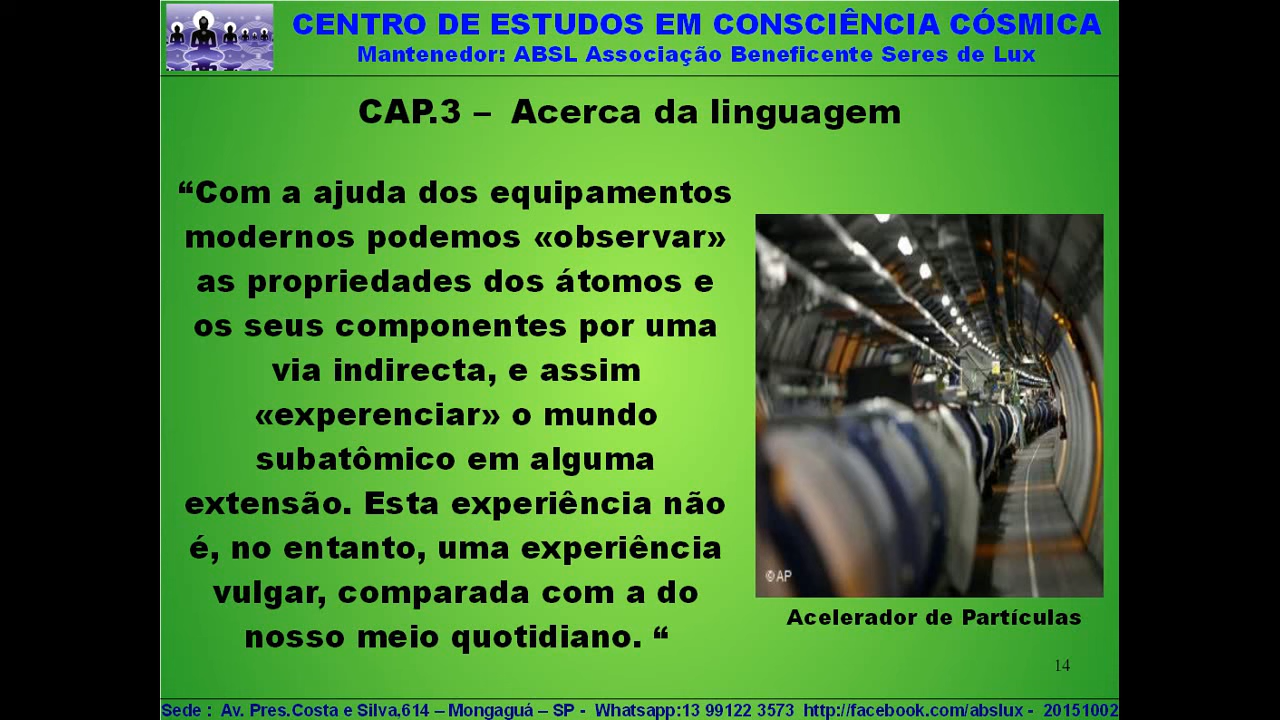 CENTRO DE ESTUDOS EM CONSCIÊNCIA CÓSMICA
Mantenedor: ABSL Associação Beneficente Seres de Lux
CAP.3 – Acerca da linguagem
“Com a ajuda dos equipamentos
modernos podemos «observar»
as propriedades dos átomos e
os seus componentes por uma
via indirecta, e assim
«experenciar» o mundo
subatômico em alguma
extensão. Esta experiência não
é, no entanto, uma experiência
vulgar, comparada com a do
nosso meio quotidiano. “
© AP
Acelerador de Partículas
14
Sede : Av. Pres.Costa e Silva,614 – Mongaguá – SP - Whatsapp:13 99122 3573 http://facebook.com/abslux - 20151002